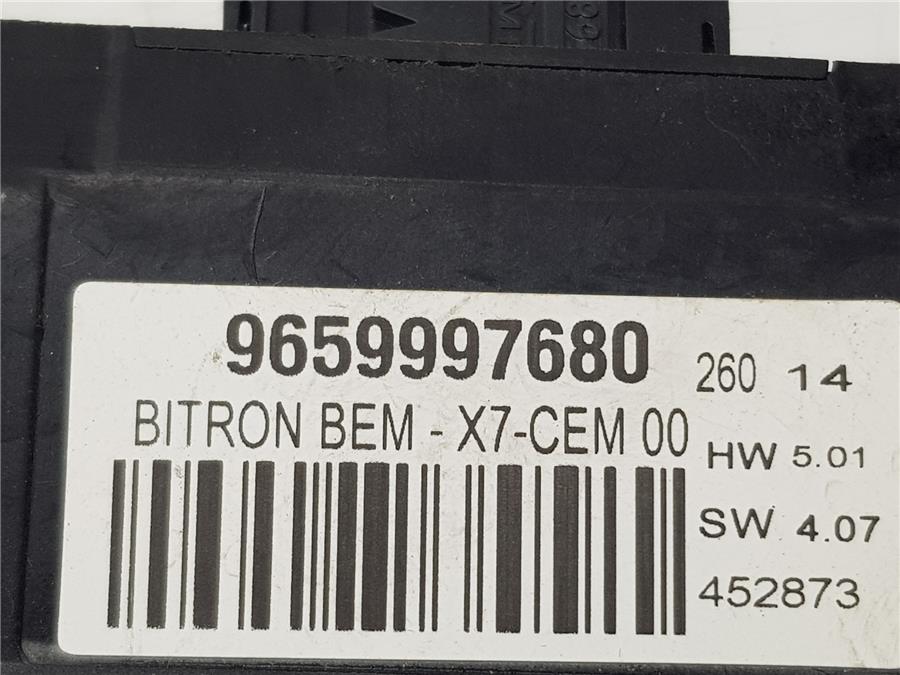 9659997680
260 14
BITRON BEM - X7-CEM 00
HW 5.01
SW 4.07
452873